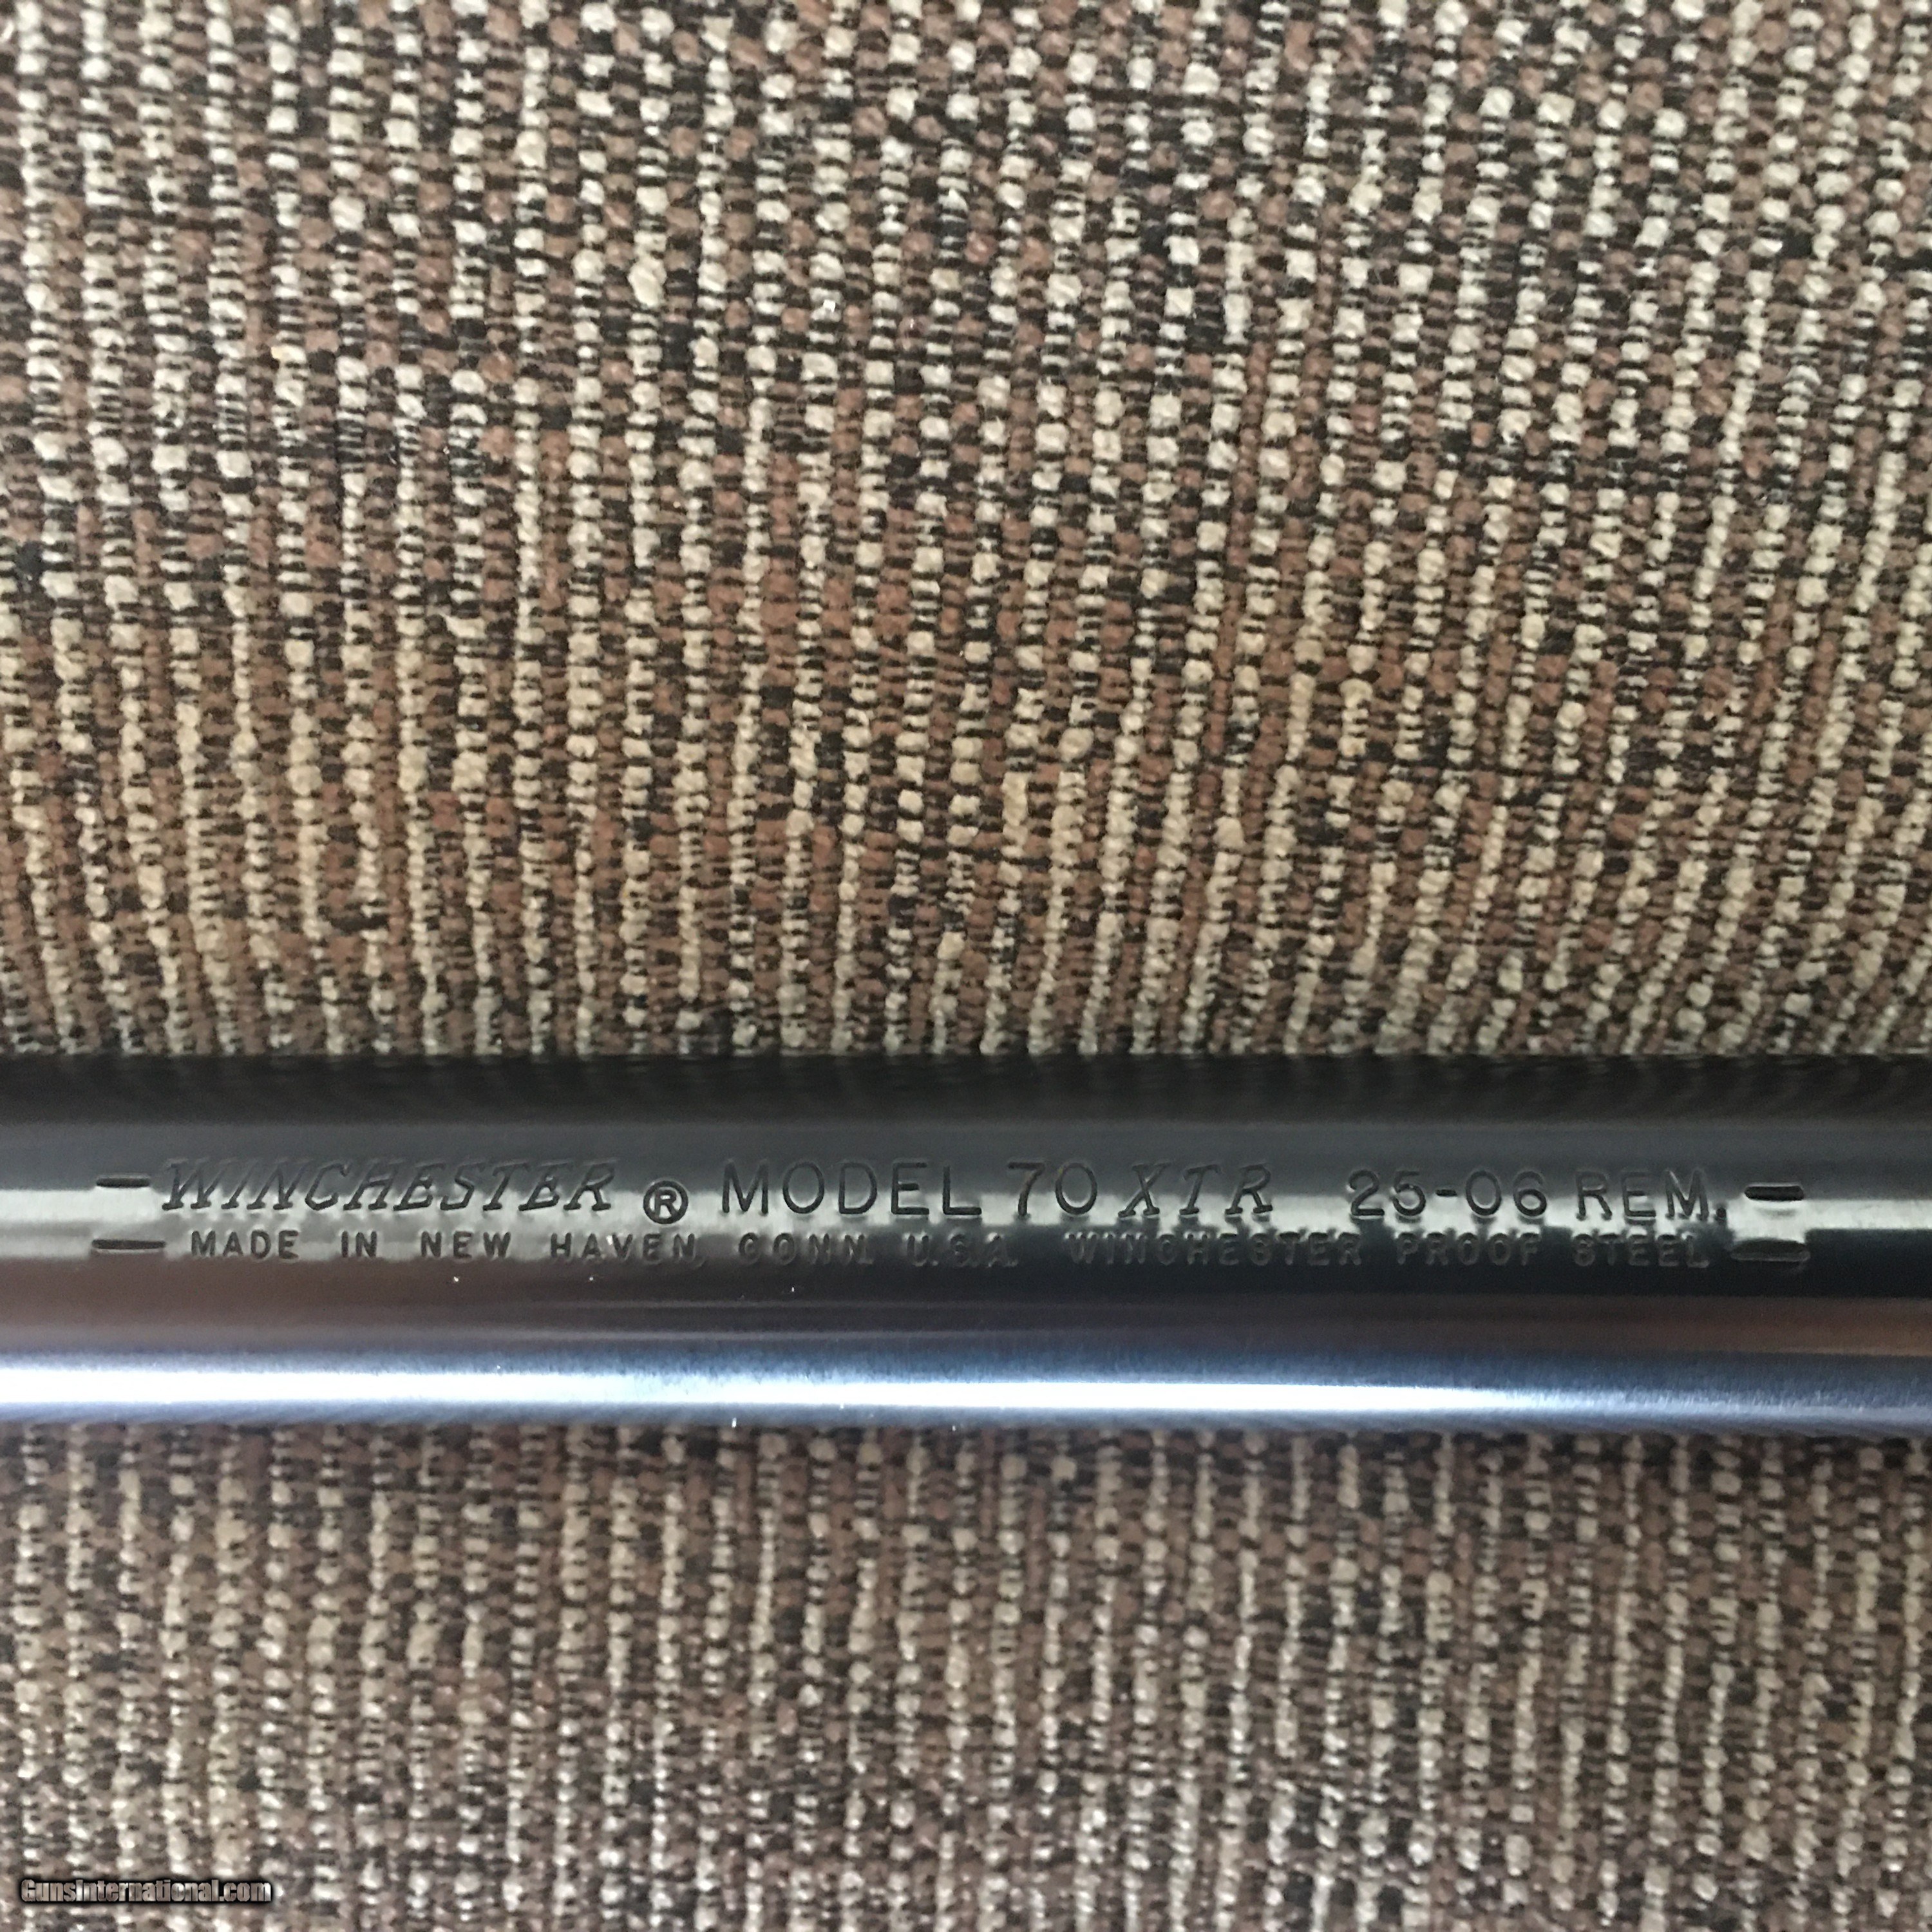 WINCHESTER ® MODEL 70 XTR 25-06 REM.
MADE IN NEW HAVEN, CONN. U.S.A. WINCHESTER PROOF STEEL
GunsInternational.com